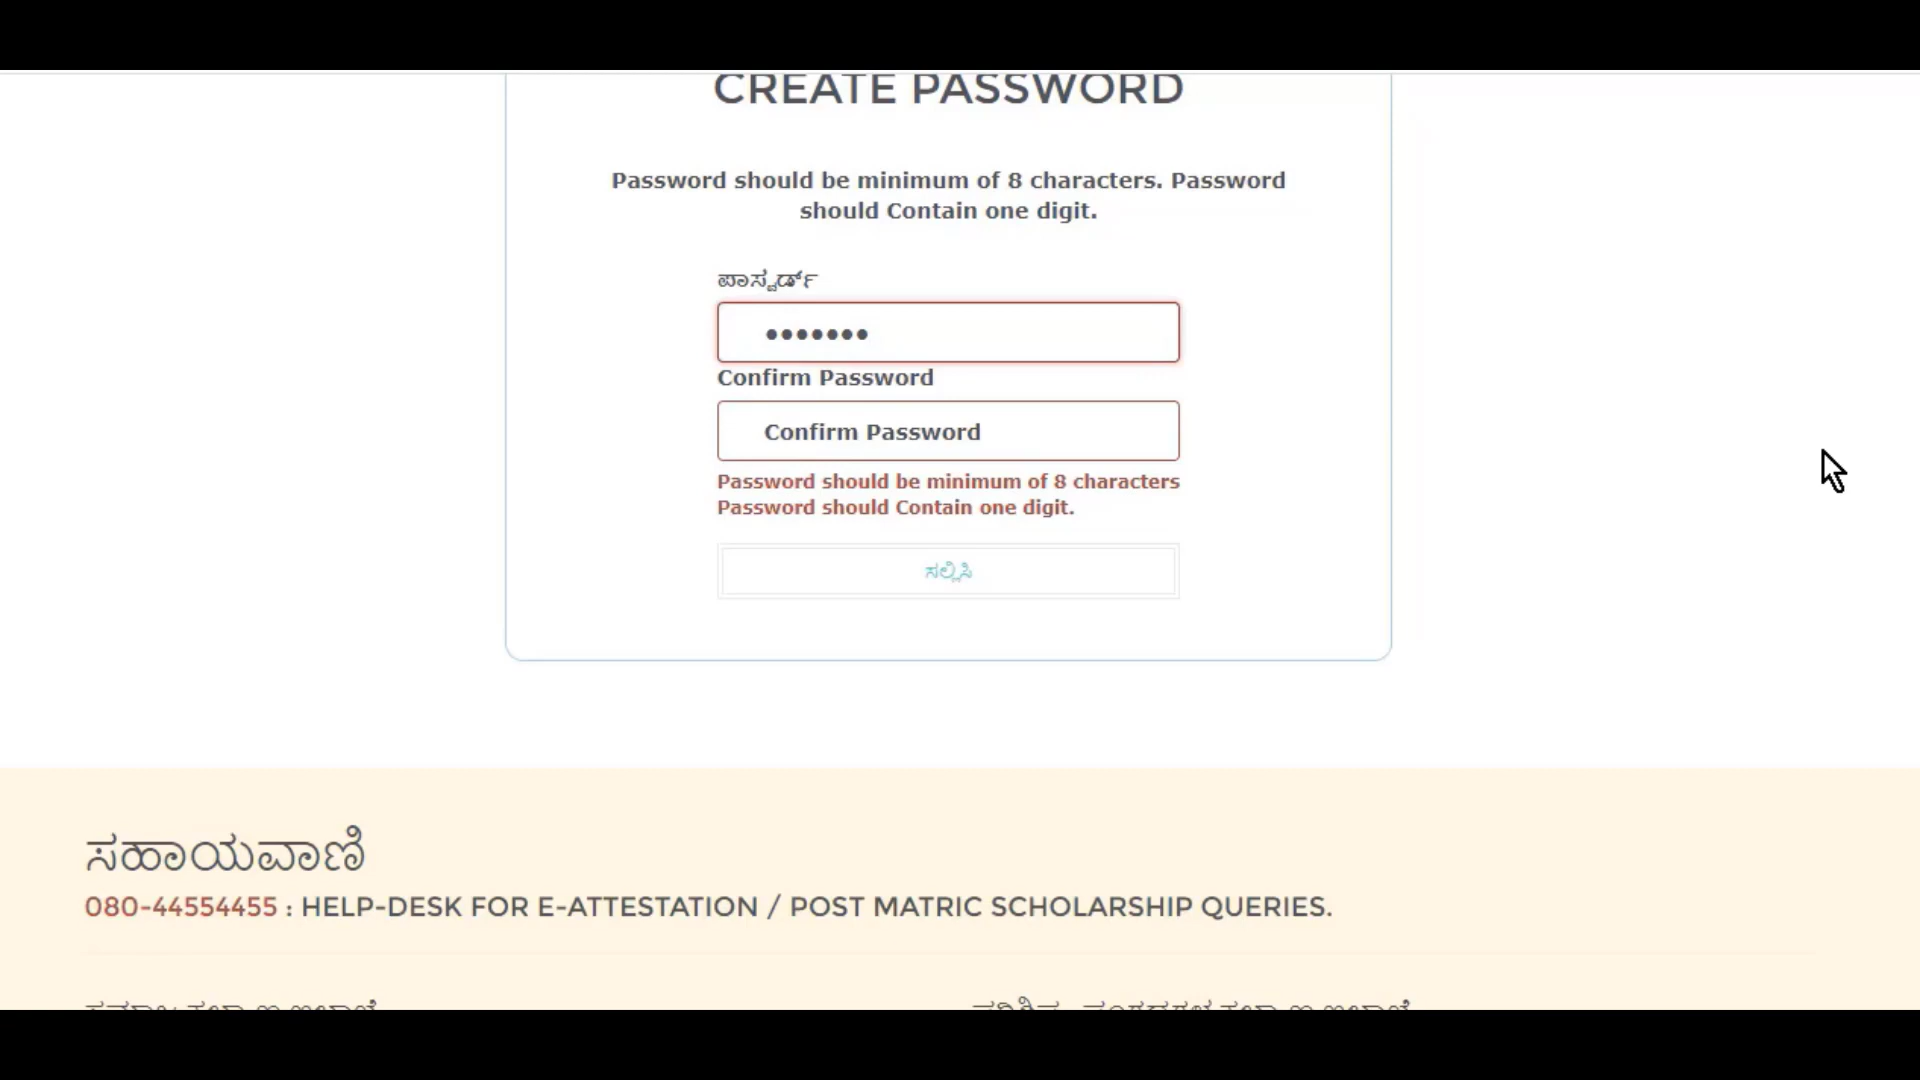 CREATE PASSWORD
Password should be minimum of 8 characters. Password
should Contain one digit.
ಪಾಸ್ವರ್ಡ್
•••••••
Confirm Password
Confirm Password
Password should be minimum of 8 characters
Password should Contain one digit.
ಸಲ್ಲಿಸಿ
ಸಹಾಯವಾಣಿ
080-44554455 : HELP-DESK FOR E-ATTESTATION / POST MATRIC SCHOLARSHIP QUERIES.